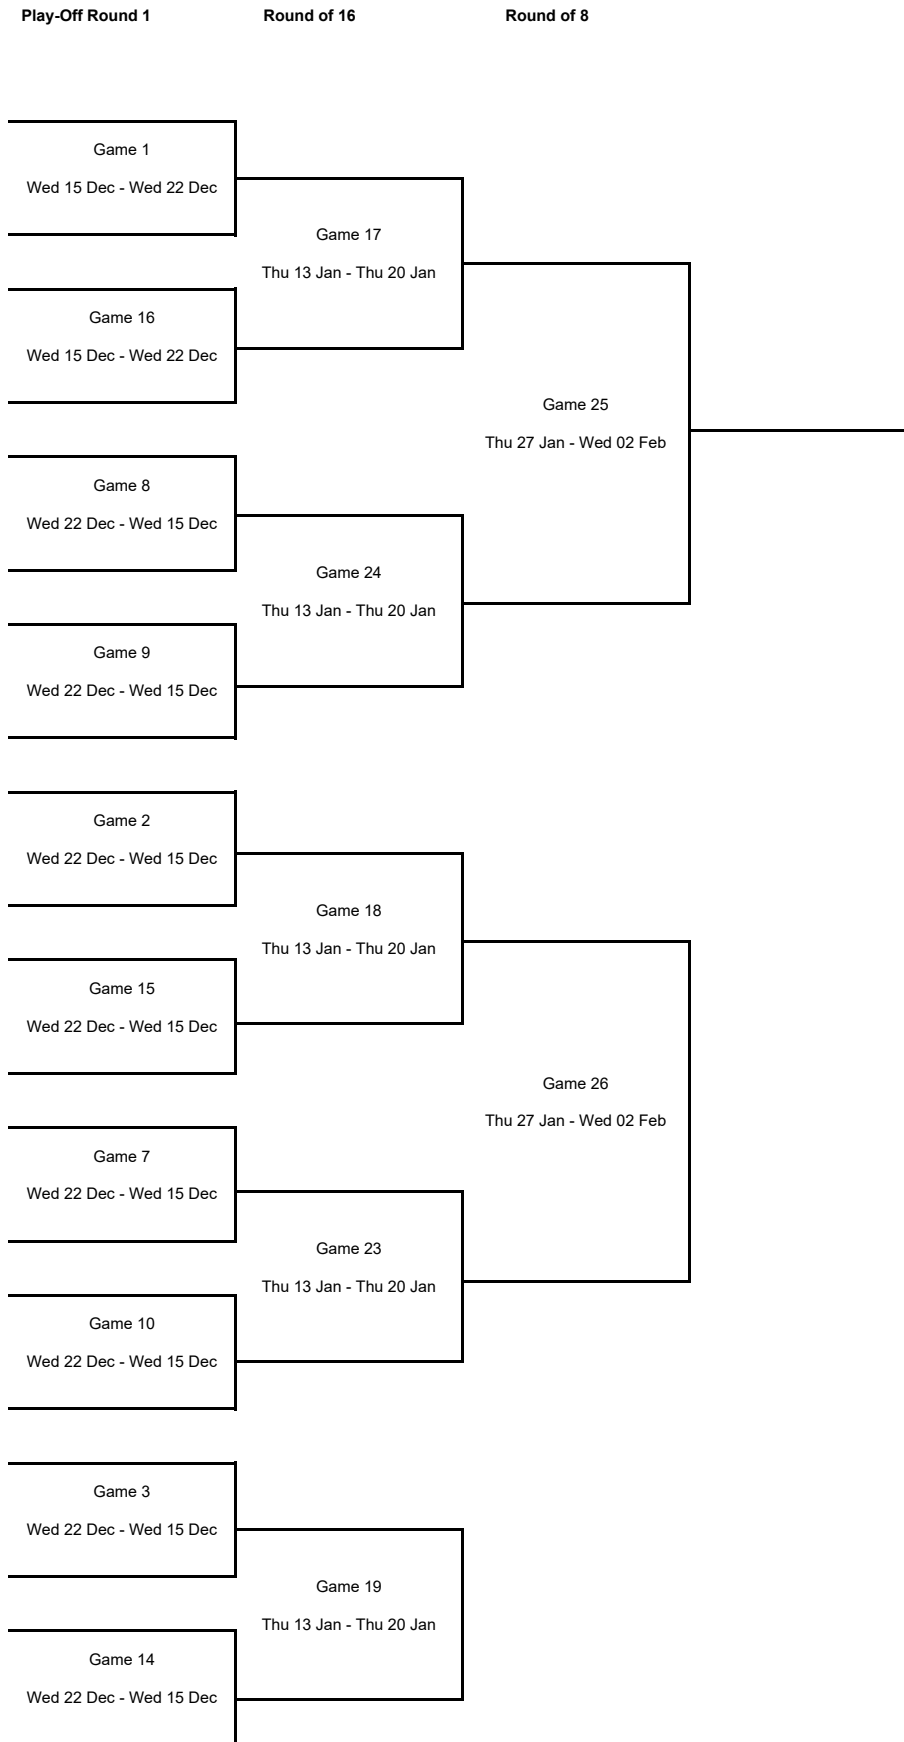 Play-Off Round 1
Round of 16
Round of 8
Game 1
Wed 15 Dec - Wed 22 Dec
Game 17
Thu 13 Jan - Thu 20 Jan
Game 16
Wed 15 Dec - Wed 22 Dec
Game 25
Thu 27 Jan - Wed 02 Feb
Game 8
Wed 22 Dec - Wed 15 Dec
Game 24
Thu 13 Jan - Thu 20 Jan
Game 9
Wed 22 Dec - Wed 15 Dec
Game 2
Wed 22 Dec - Wed 15 Dec
Game 18
Thu 13 Jan - Thu 20 Jan
Game 15
Wed 22 Dec - Wed 15 Dec
Game 26
Thu 27 Jan - Wed 02 Feb
Game 7
Wed 22 Dec - Wed 15 Dec
Game 23
Thu 13 Jan - Thu 20 Jan
Game 10
Wed 22 Dec - Wed 15 Dec
Game 3
Wed 22 Dec - Wed 15 Dec
Game 19
Thu 13 Jan - Thu 20 Jan
Game 14
Wed 22 Dec - Wed 15 Dec